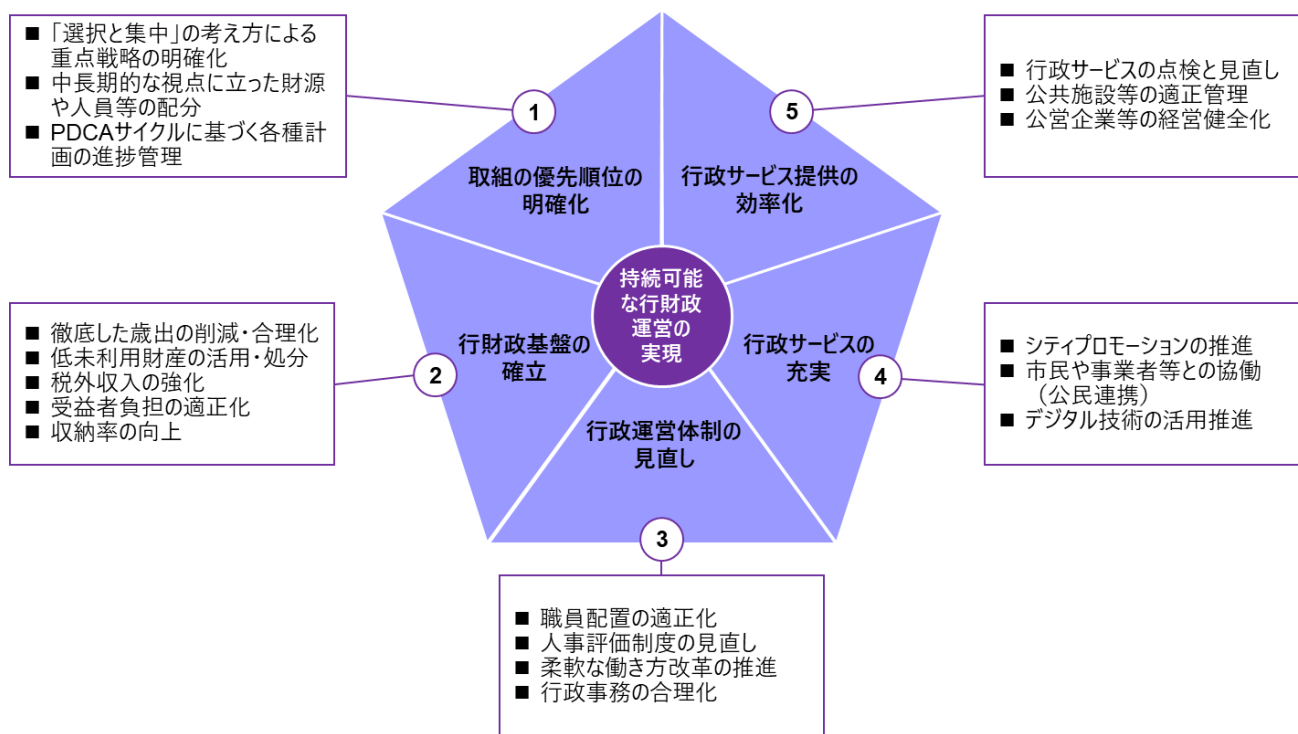 ■ 「選択と集中」の考え方による
重点戦略の明確化
■ 中長期的な視点に立った財源
や人員等の配分
■ PDCAサイクルに基づく各種計
画の進捗管理
1
取組の優先順位の
明確化
■ 行政サービスの点検と見直し
■ 公共施設等の適正管理
■ 公営企業等の経営健全化
5
行政サービス提供の
効率化
持続可能
な行財政
運営の
実現
■ 徹底した歳出の削減・合理化
■ 低未利用財産の活用・処分
■ 税外収入の強化
■ 受益者負担の適正化
■ 収納率の向上
2
行財政基盤の
確立
行政サービスの
充実
4
■ シティプロモーションの推進
■ 市民や事業者等との協働
（公民連携）
■ デジタル技術の活用推進
行政運営体制の
見直し
3
■ 職員配置の適正化
■ 人事評価制度の見直し
■ 柔軟な働き方改革の推進
■ 行政事務の合理化